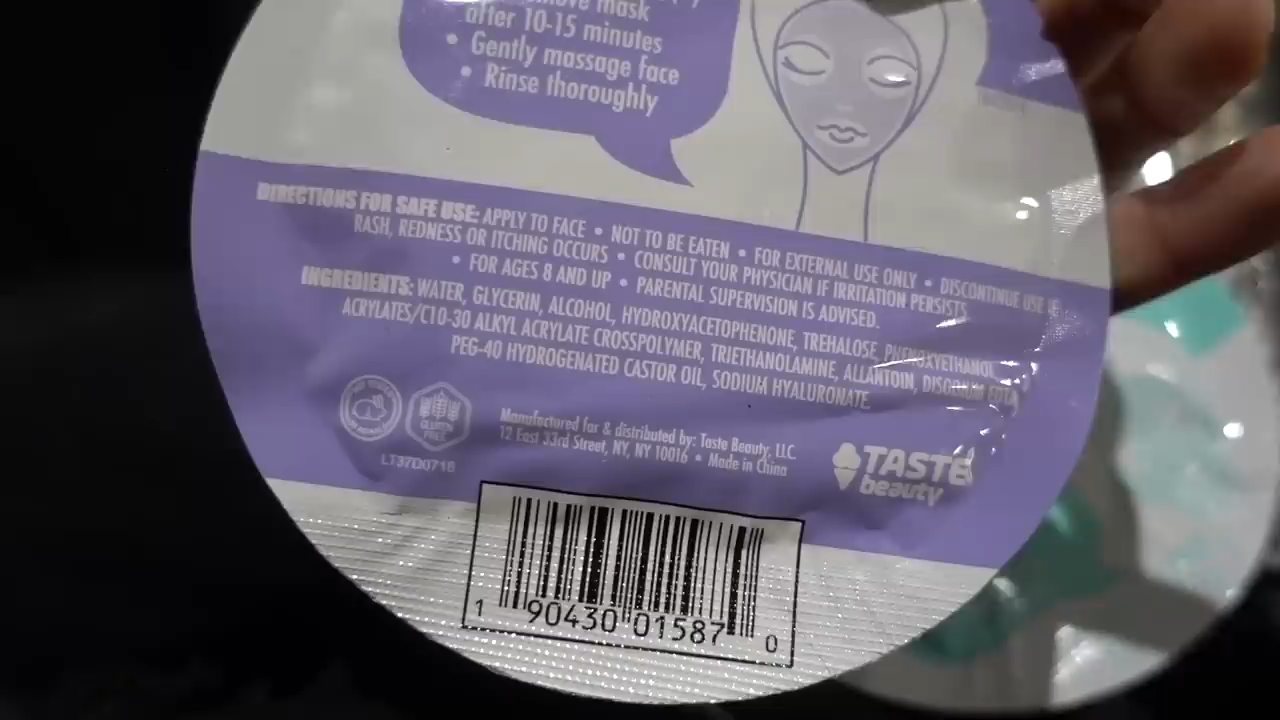 mask
after 10-15 minutes
• Gently massage face
• Rinse thoroughly
DIRECTIONS FOR SAFE USE: APPLY TO FACE • NOT TO BE EATEN • FOR EXTERNAL USE ONLY • DISCONTINUE USE IF
RASH, REDNESS OR ITCHING OCCURS • CONSULT YOUR PHYSICIAN IF IRRITATION PERSISTS
• FOR AGES 8 AND UP • PARENTAL SUPERVISION IS ADVISED.
INGREDIENTS: WATER, GLYCERIN, ALCOHOL, HYDROXYACETOPHENONE, TREHALOSE, PHENOXYETHANOL,
ACRYLATES/C10-30 ALKYL ACRYLATE CROSSPOLYMER, TRIETHANOLAMINE, ALLANTOIN, DISODIUM EDTA,
PEG-40 HYDROGENATED CASTOR OIL, SODIUM HYALURONATE
GLUTEN
FREE
LT37D0718
Manufactured for & distributed by: Taste Beauty, LLC
12 East 33rd Street, NY, NY 10016 • Made in China
TASTE
beauty
1 90430 01587 0